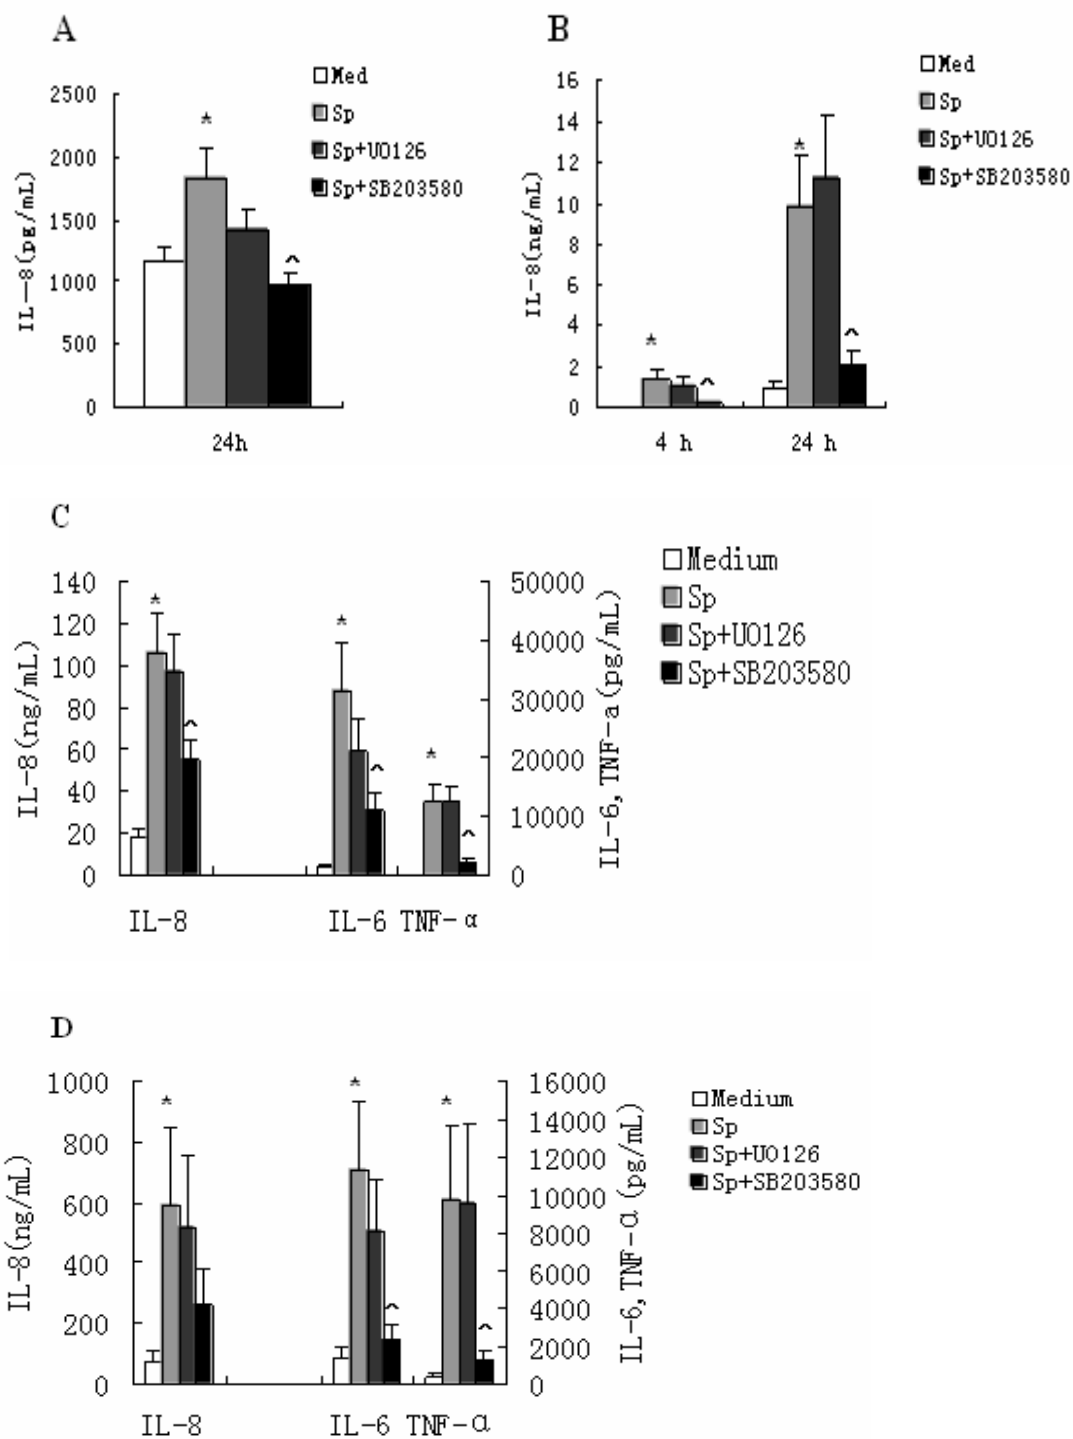 A
Med
Sp
Sp+U0126
Sp+SB203580
2500
2000
1500
1000
500
0
IL—8(pg/mL)
*
^
24h
B
Med
Sp
Sp+U0126
Sp+SB203580
16
14
12
10
8
6
4
2
0
IL-8(ng/mL)
*
^
*
^
4 h
24 h
C
Medium
Sp
Sp+U0126
Sp+SB203580
140
120
100
80
60
40
20
0
IL-8(ng/mL)
*
^
*
^
*
^
50000
40000
30000
20000
10000
0
IL-6,TNF-a(pg/mL)
IL-8
IL-6
TNF-α
D
Medium
Sp
Sp+U0126
Sp+SB203580
1000
800
600
400
200
0
IL-8(ng/mL)
*
*
^
*
^
16000
14000
12000
10000
8000
6000
4000
2000
0
IL-6,TNF-α(pg/mL)
IL-8
IL-6
TNF-α